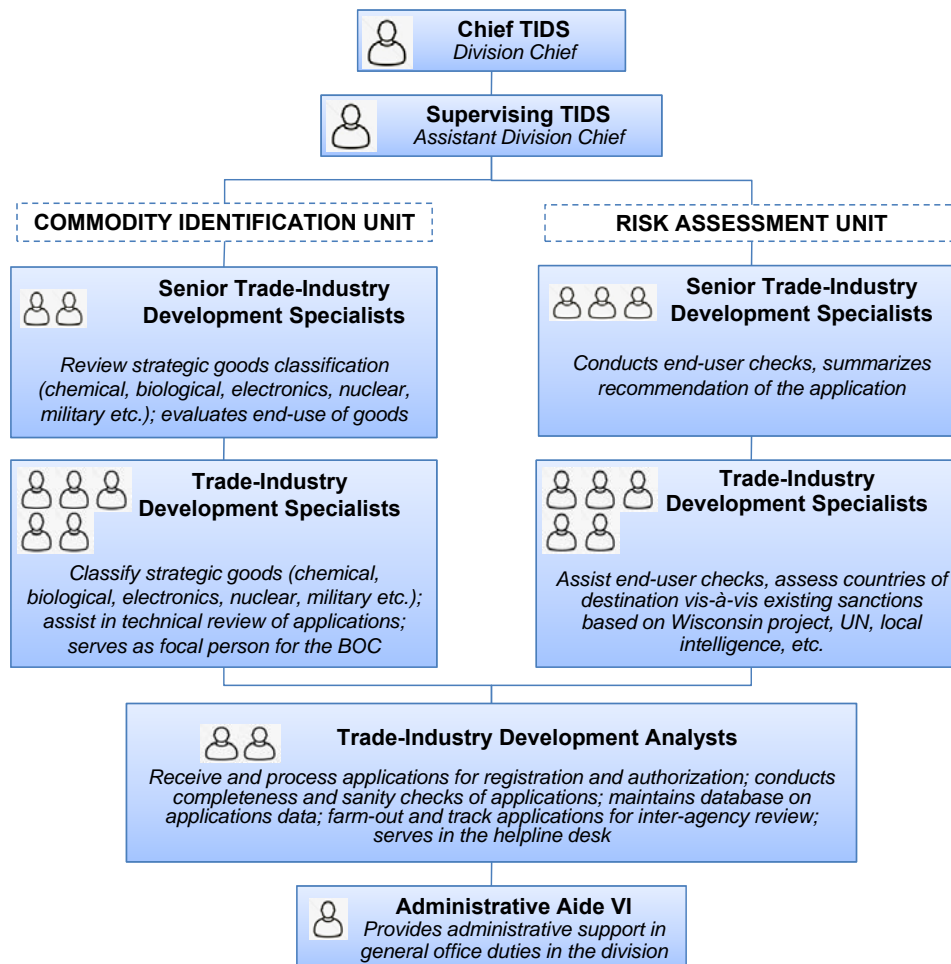 Chief TIDS
Division Chief
Supervising TIDS
Assistant Division Chief
COMMODITY IDENTIFICATION UNIT
Senior Trade-Industry
Development Specialists
Review strategic goods classification
(chemical, biological, electronics, nuclear,
military etc.); evaluates end-use of goods
Trade-Industry
Development Specialists
Classify strategic goods (chemical,
biological, electronics, nuclear, military etc.);
assist in technical review of applications;
serves as focal person for the BOC
RISK ASSESSMENT UNIT
Senior Trade-Industry
Development Specialists
Conducts end-user checks, summarizes
recommendation of the application
Trade-Industry
Development Specialists
Assist end-user checks, assess countries of
destination vis-à-vis existing sanctions
based on Wisconsin project, UN, local
intelligence, etc.
Trade-Industry Development Analysts
Receive and process applications for registration and authorization; conducts
completeness and sanity checks of applications; maintains database on
applications data; farm-out and track applications for inter-agency review;
serves in the helpline desk
Administrative Aide VI
Provides administrative support in
general office duties in the division